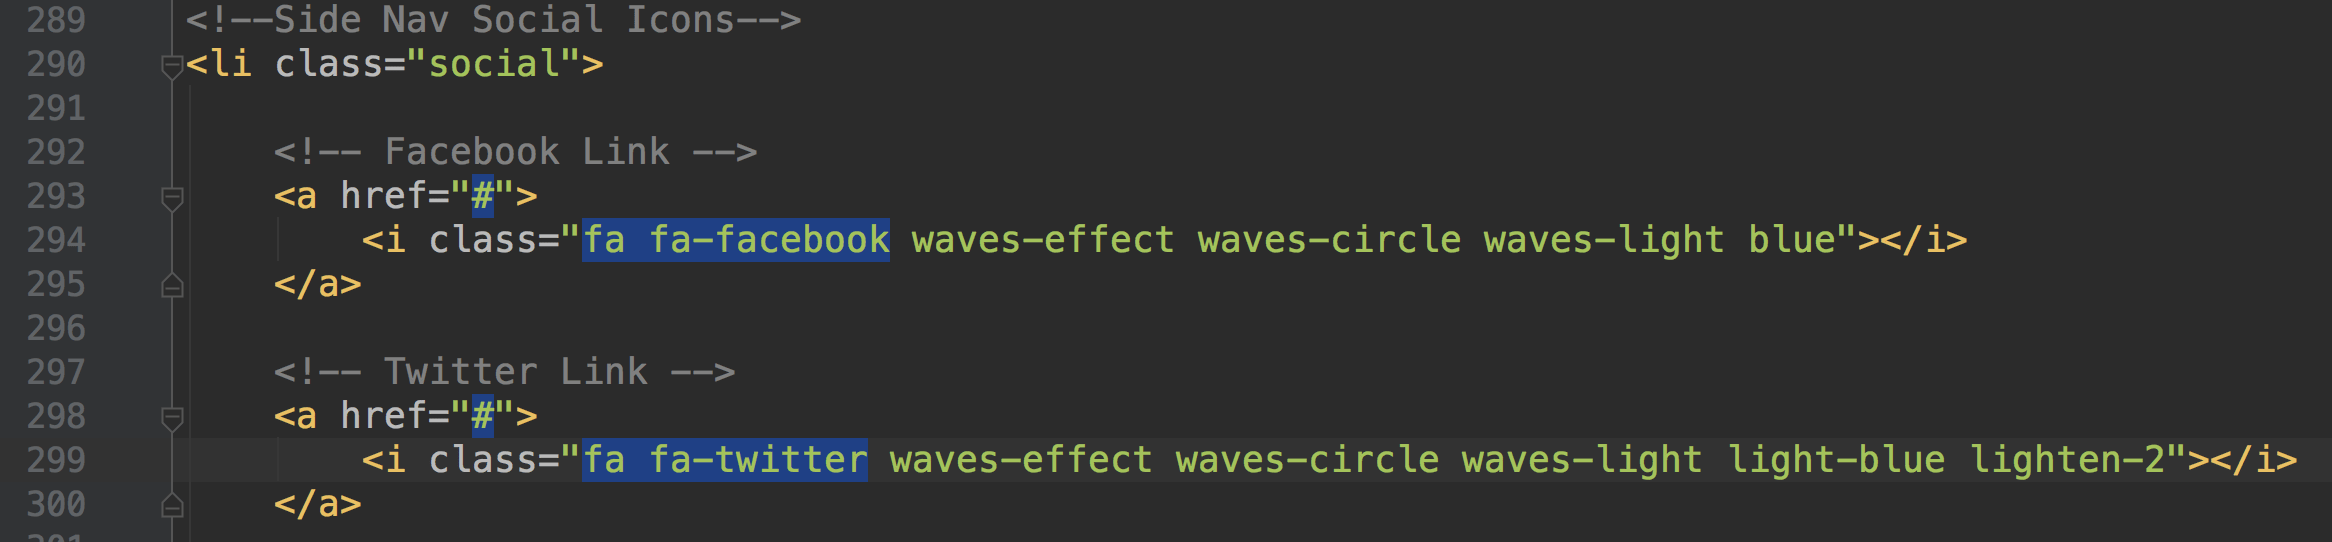 289 <!--Side Nav Social Icons-->
290 <li class="social">
291
292 <!-- Facebook Link -->
293 <a href="#">
294 <i class="fa fa-facebook waves-effect waves-circle waves-light blue"></i>
295 </a>
296
297 <!-- Twitter Link -->
298 <a href="#">
299 <i class="fa fa-twitter waves-effect waves-circle waves-light light-blue lighten-2"></i>
300 </a>
301